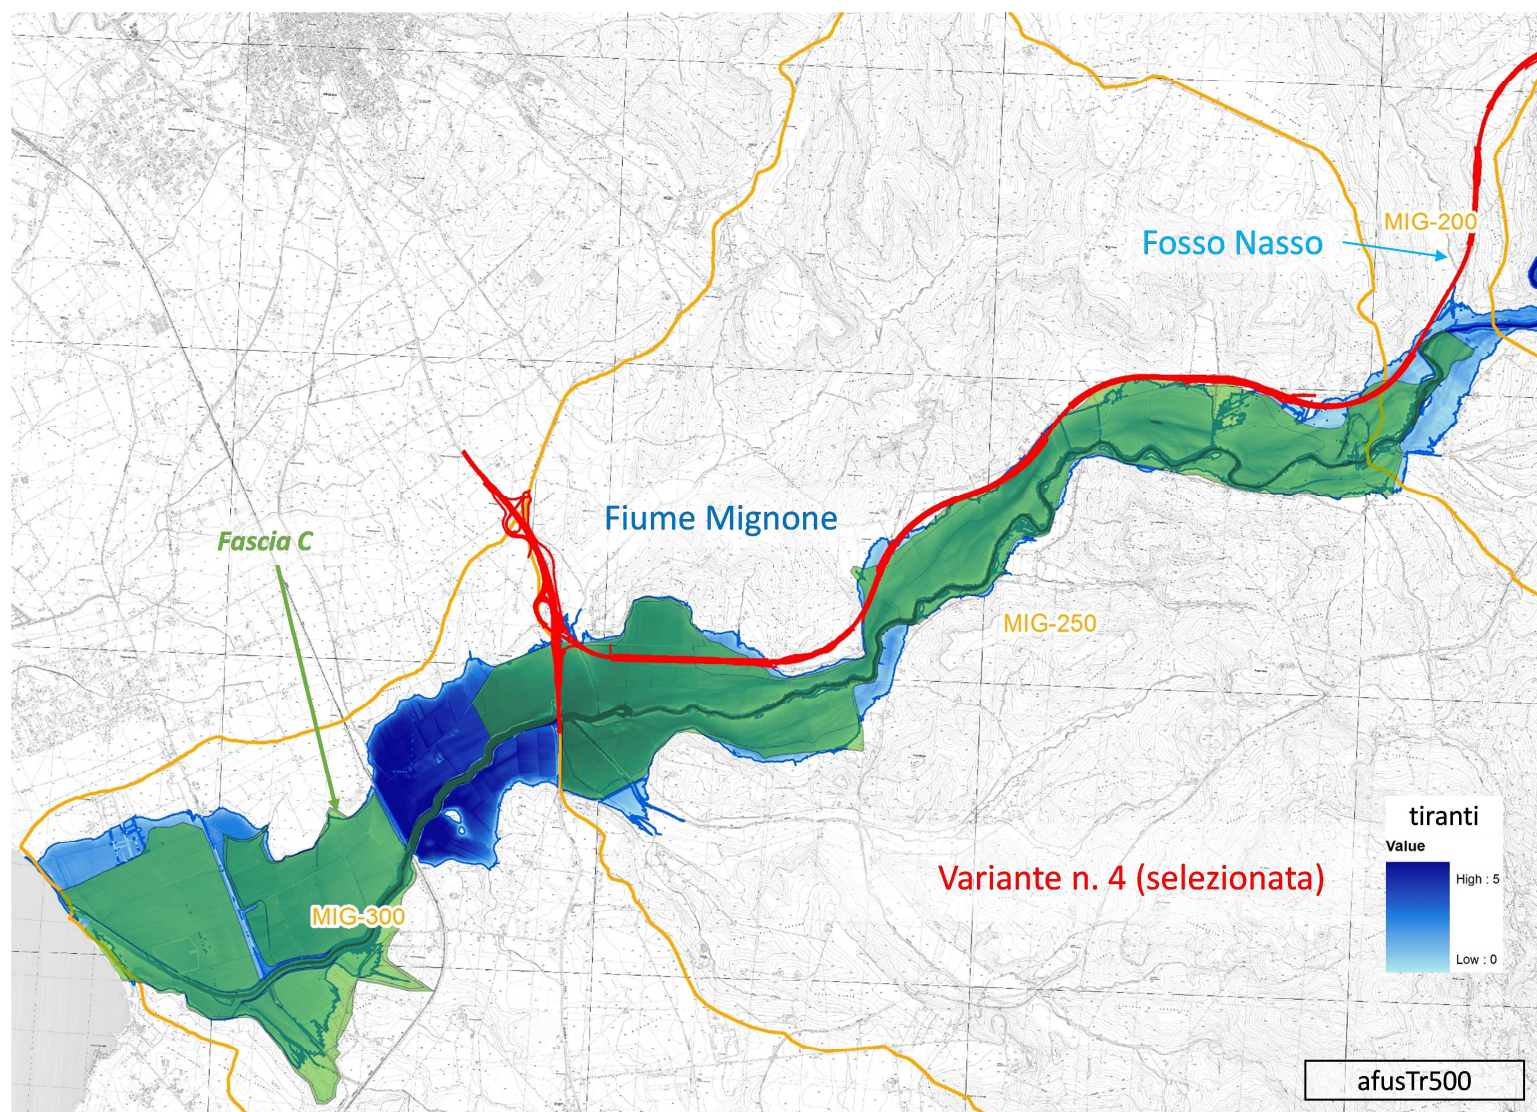 MIG-200
Fosso Nasso
Fiume Mignone
Fascia C
MIG-250
tiranti
Value
High : 5
Low : 0
Variante n. 4 (selezionata)
MIG-300
afusTr500